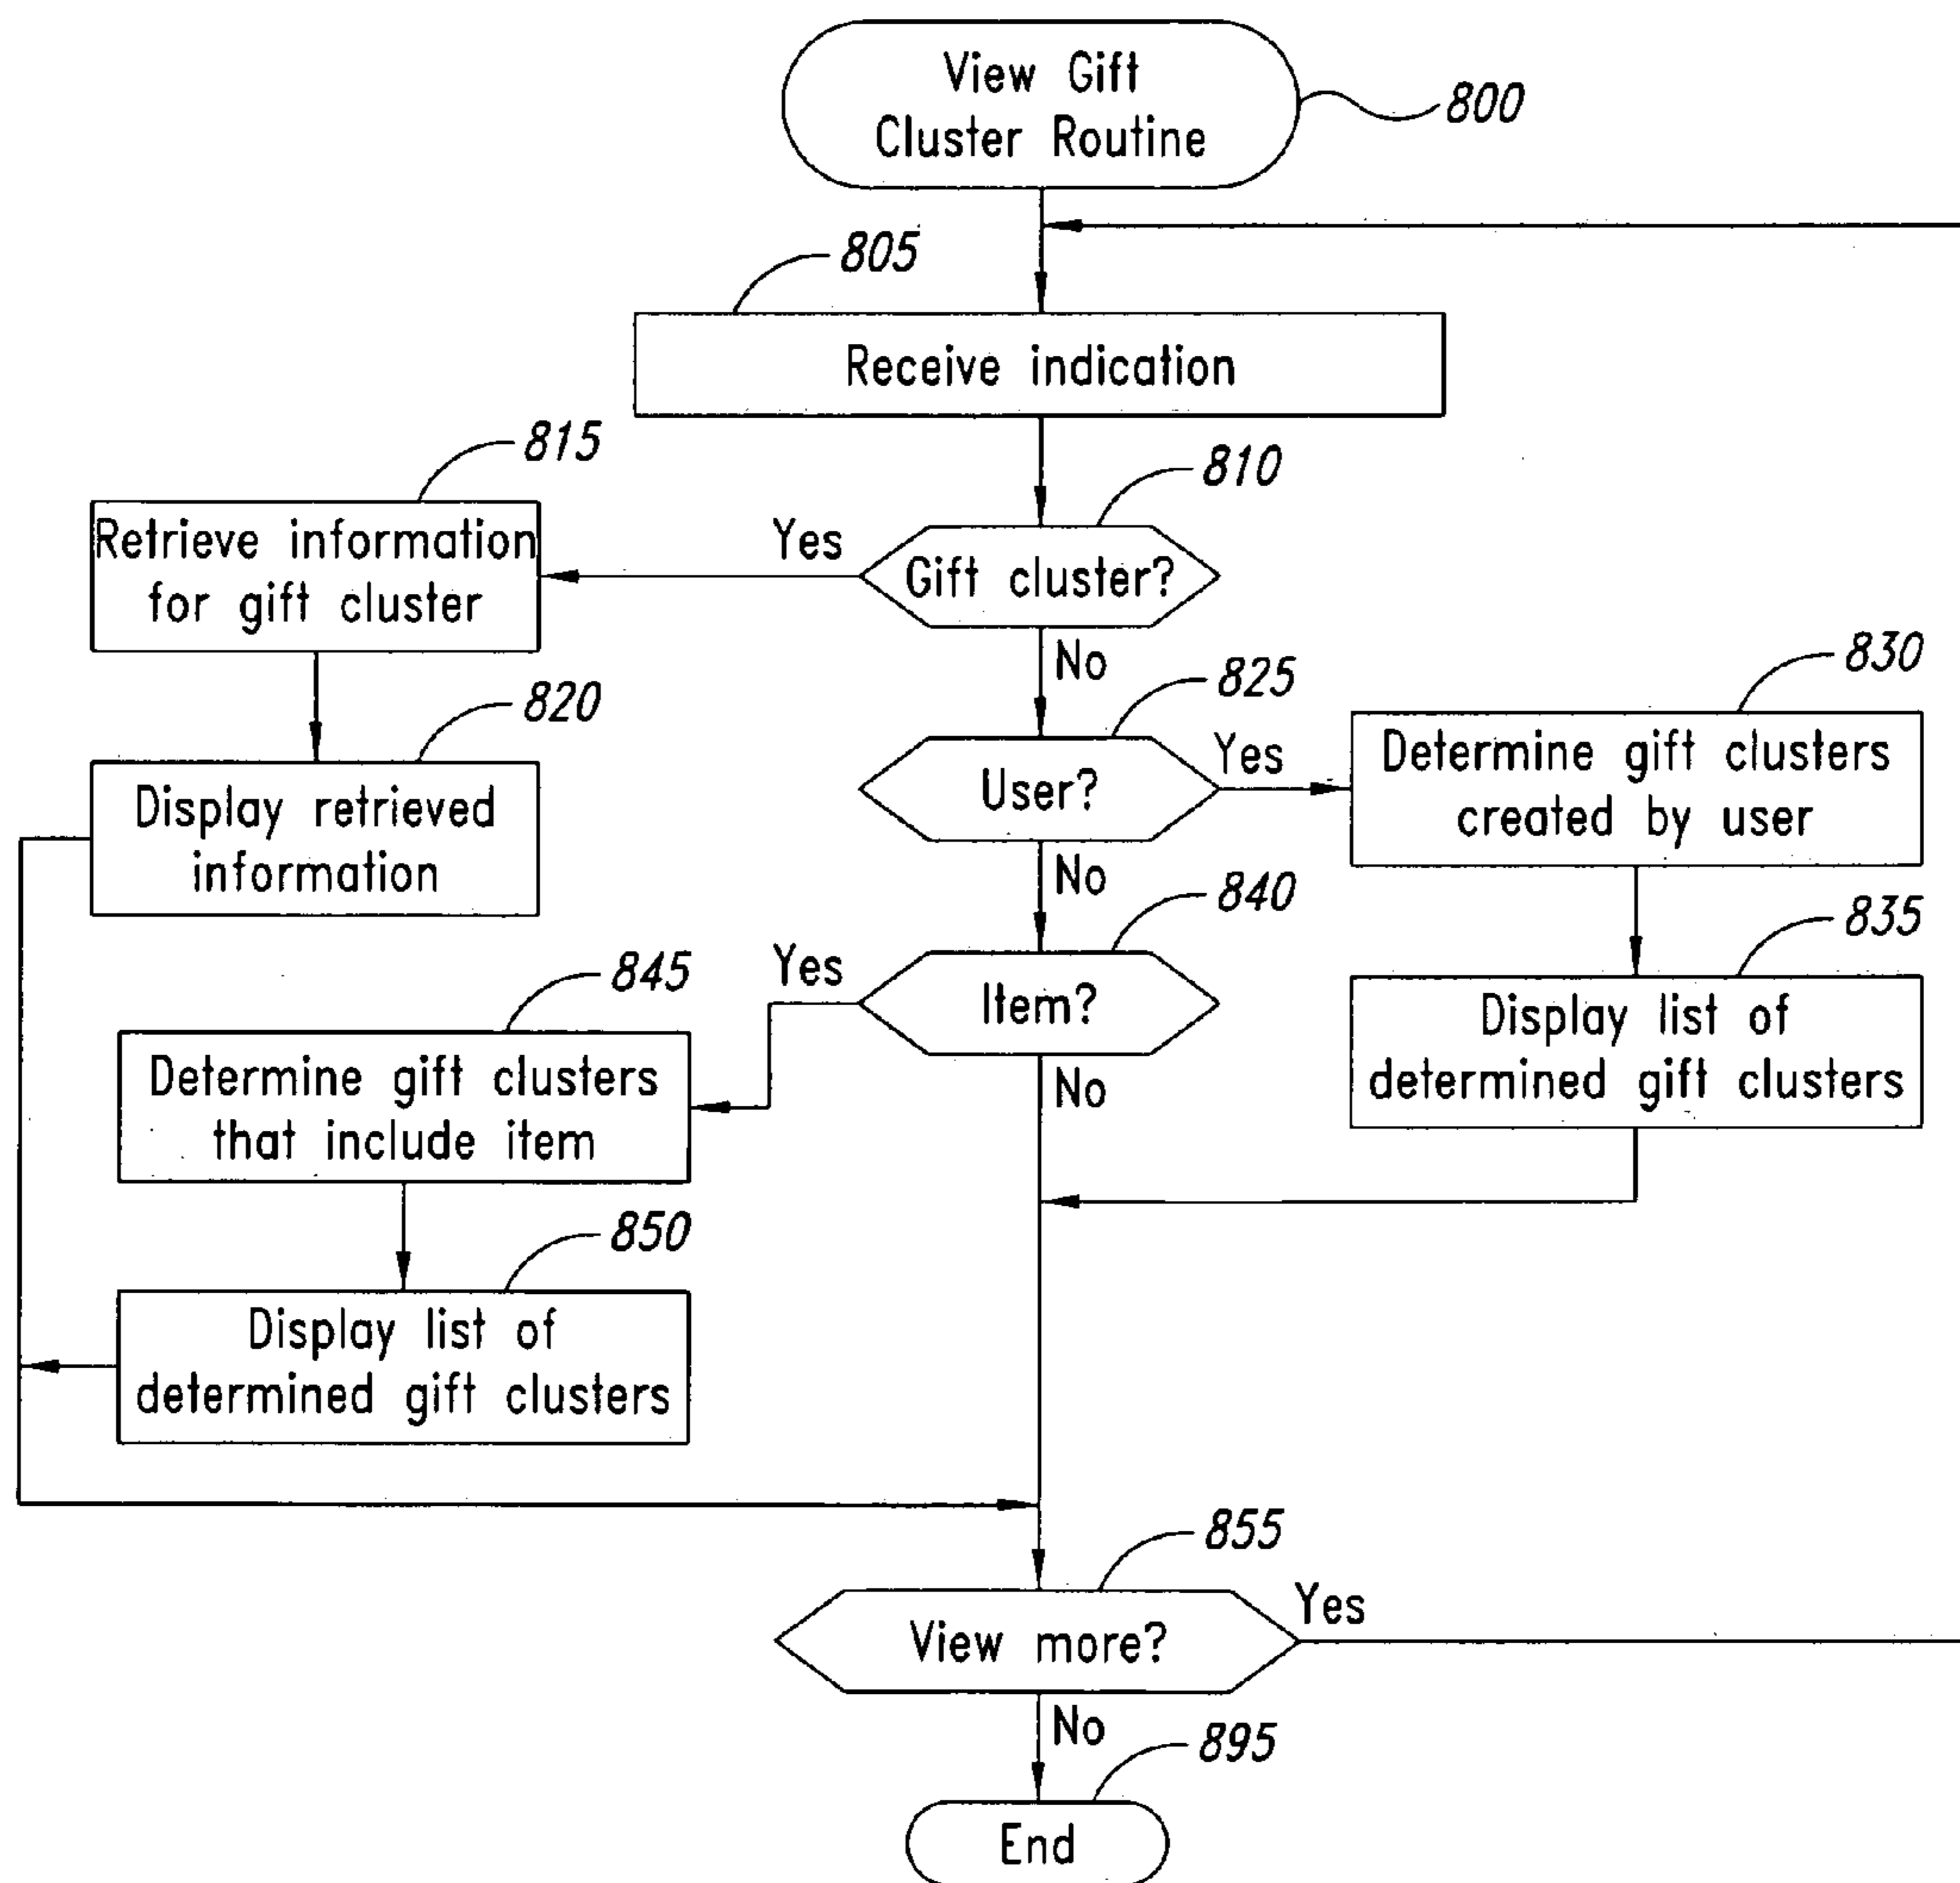 View Gift
Cluster Routine
800
805
Receive indication
815
810
Retrieve information
for gift cluster
Yes
Gift cluster?
No
820
825
830
Display retrieved
information
User?
Yes
Determine gift clusters
created by user
No
840
835
845
Yes
Item?
Display list of
determined gift clusters
Determine gift clusters
that include item
No
850
Display list of
determined gift clusters
855
View more?
Yes
No
895
End